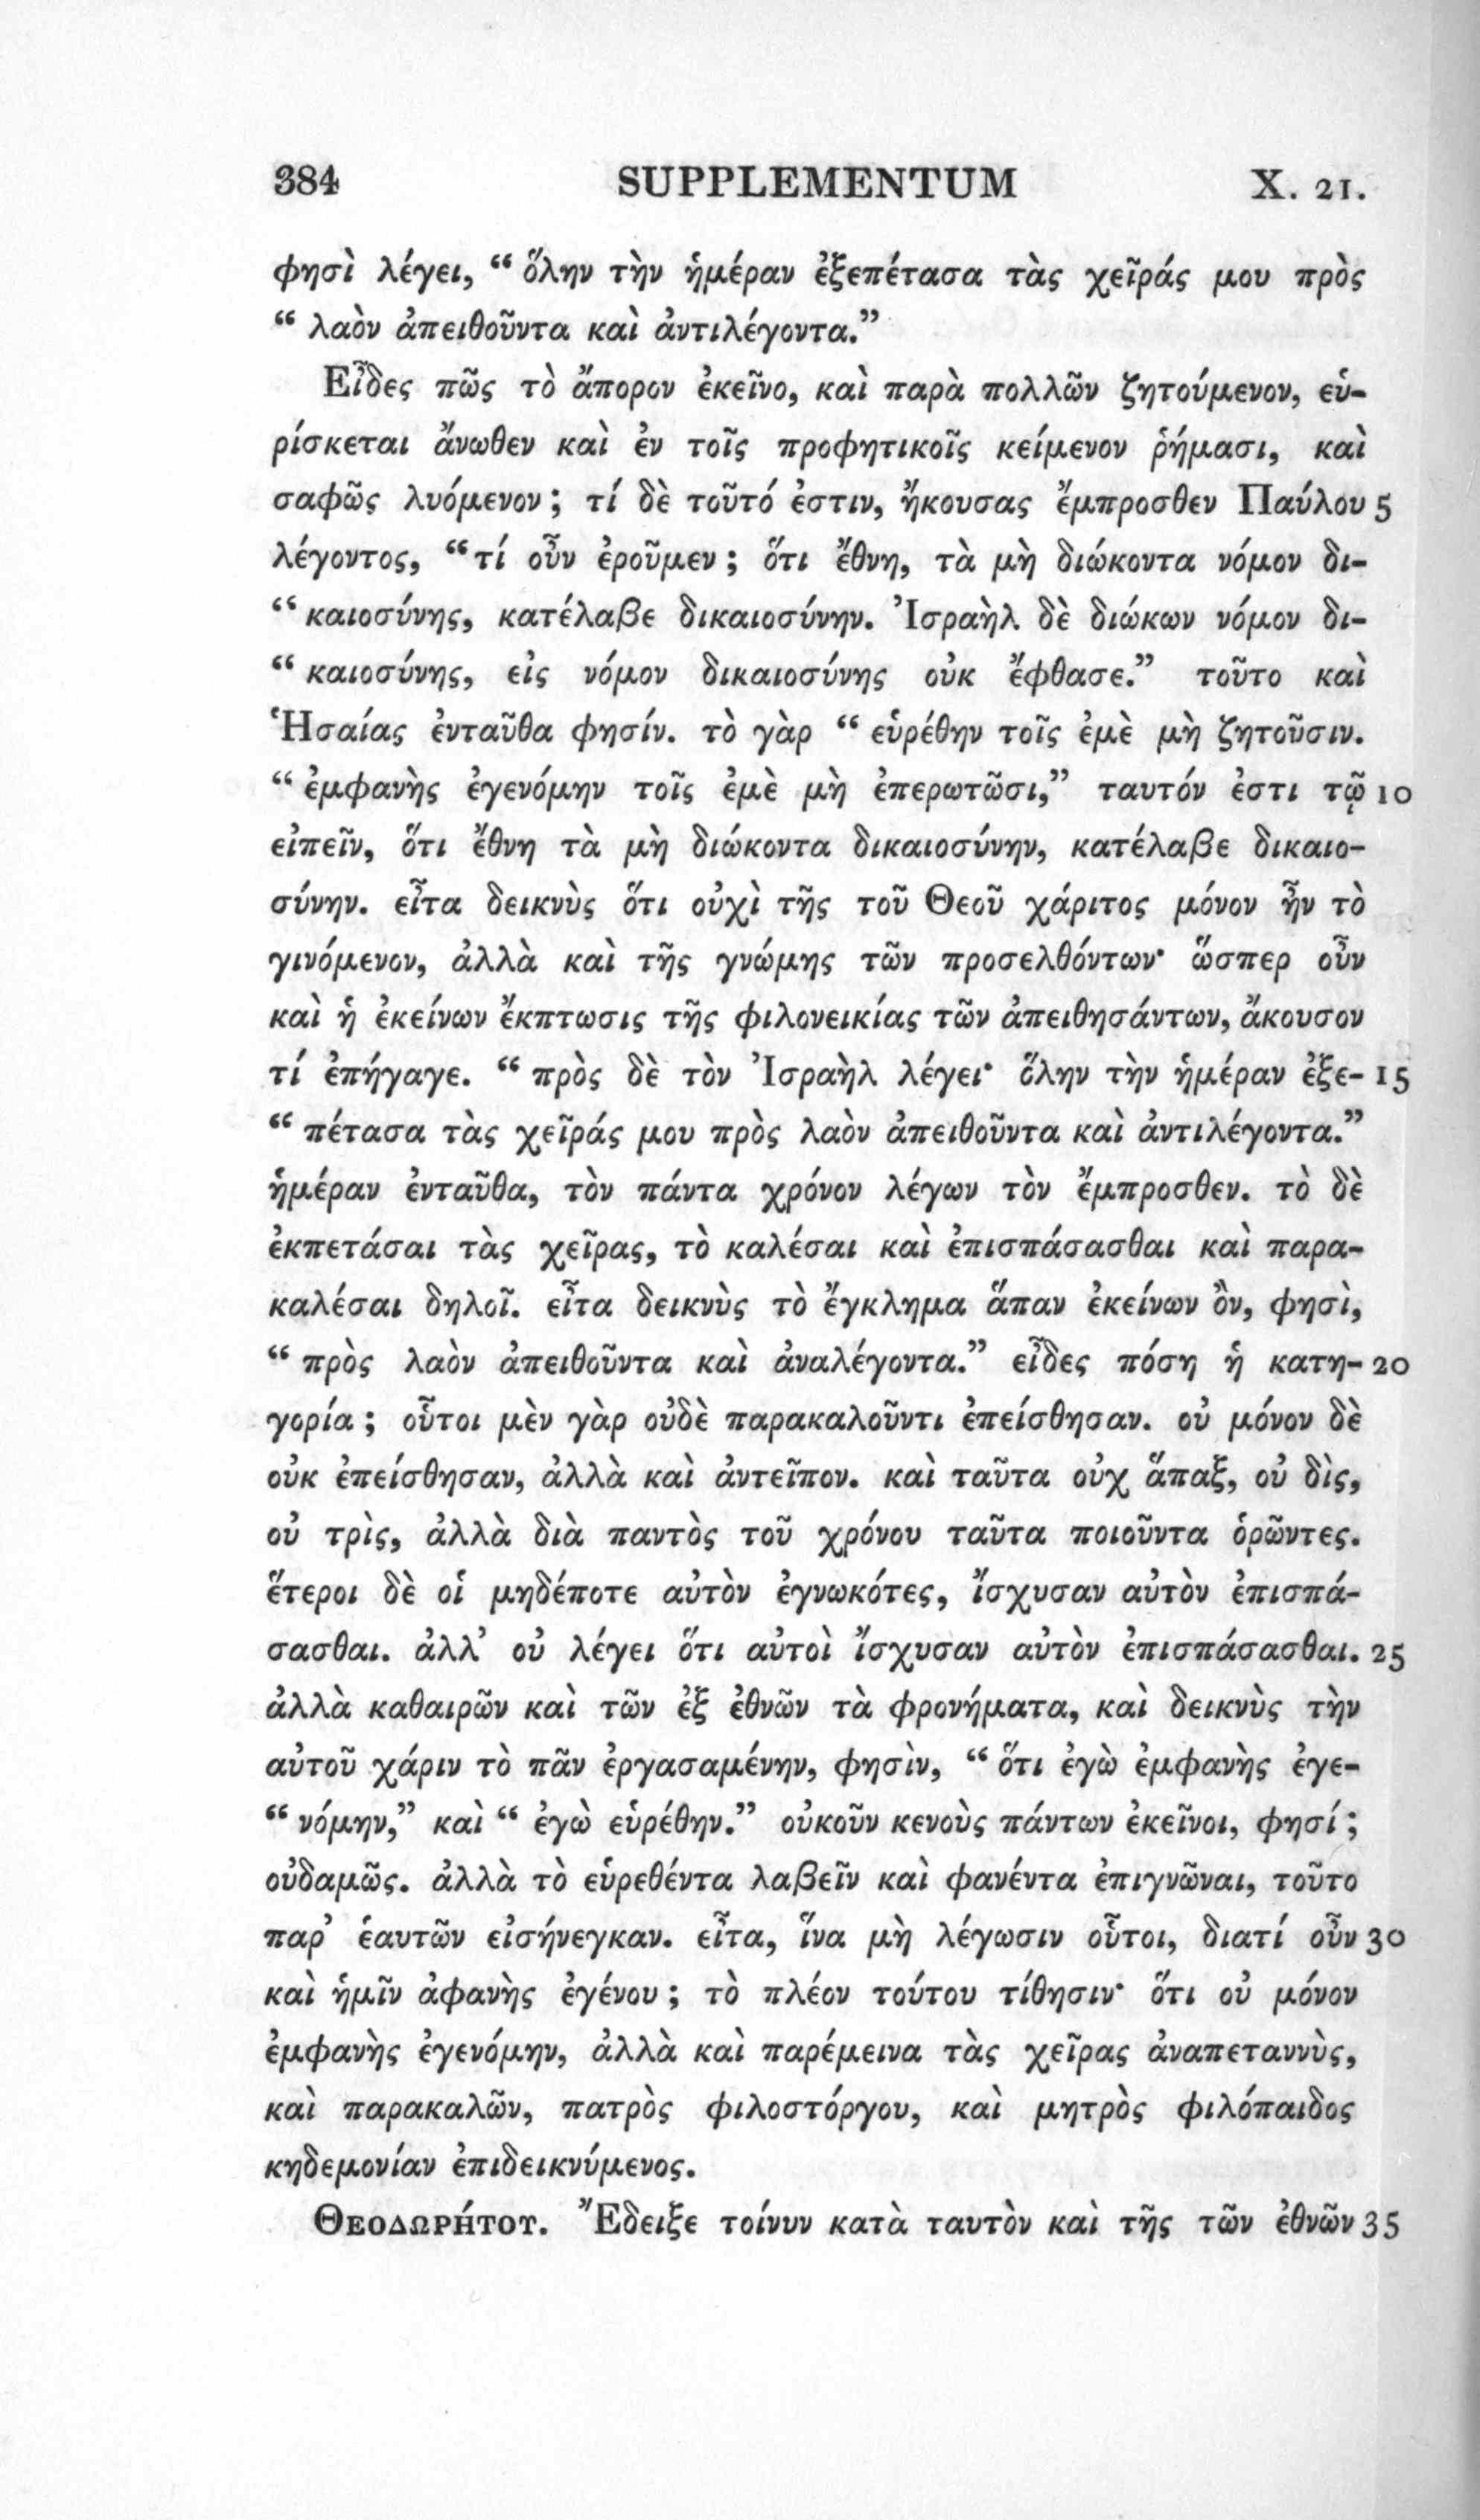 384 SUPPLEMENTUM X. 21.
φησὶ λέγει, “ ὅλην τὴν ἡμέραν ἐξεπέτασα τὰς χεῖράς μου πρὸς
“ λαὸν ἀπειθοῦντα καὶ ἀντιλέγοντα.”
Εἶδες πῶς τὸ ἄπορον ἐκεῖνο, καὶ παρὰ πολλῶν ζητούμενον, εὑ-
ρίσκεται ἄνωθεν καὶ ἐν τοῖς προφητικοῖς κείμενον ῥήμασι, καὶ
σαφῶς λυόμενον ; τί δὲ τοῦτό ἐστιν, ἤκουσας ἔμπροσθεν Παύλου 5
λέγοντος, “ τί οὖν ἐροῦμεν ; ὅτι ἔθνη, τὰ μὴ διώκοντα νόμον δι-
“ καιοσύνης, κατέλαβε δικαιοσύνην. Ἰσραὴλ δὲ διώκων νόμον δι-
“ καιοσύνης, εἰς νόμον δικαιοσύνης οὐκ ἔφθασε.” τοῦτο καὶ
Ἡσαίας ἐνταῦθα φησίν. τὸ γὰρ “ εὑρέθην τοῖς ἐμὲ μὴ ζητοῦσιν.
“ ἐμφανὴς ἐγενόμην τοῖς ἐμὲ μὴ ἐπερωτῶσι,” ταυτόν ἐστι τῷ 10
εἰπεῖν, ὅτι ἔθνη τὰ μὴ διώκοντα δικαιοσύνην, κατέλαβε δικαιο-
σύνην. εἶτα δεικνὺς ὅτι οὐχὶ τῆς τοῦ Θεοῦ χάριτος μόνον ἦν τὸ
γινόμενον, ἀλλὰ καὶ τῆς γνώμης τῶν προσελθόντων· ὥσπερ οὖν
καὶ ἡ ἐκείνων ἔκπτωσις τῆς φιλονεικίας τῶν ἀπειθησάντων, ἄκουσον
τί ἐπήγαγε. “ πρὸς δὲ τὸν Ἰσραὴλ λέγει· ὅλην τὴν ἡμέραν ἐξε- 15
“ πέτασα τὰς χεῖράς μου πρὸς λαὸν ἀπειθοῦντα καὶ ἀντιλέγοντα.”
ἡμέραν ἐνταῦθα, τὸν πάντα χρόνον λέγων τὸν ἔμπροσθεν. τὸ δὲ
ἐκπετάσαι τὰς χεῖρας, τὸ καλέσαι καὶ ἐπισπάσασθαι καὶ παρα-
καλέσαι δηλοῖ. εἶτα δεικνὺς τὸ ἔγκλημα ἅπαν ἐκείνων ὂν, φησὶ,
“ πρὸς λαὸν ἀπειθοῦντα καὶ ἀναλέγοντα.” εἶδες πόση ἡ κατη- 20
γορία ; οὗτοι μὲν γὰρ οὐδὲ παρακαλοῦντι ἐπείσθησαν. οὐ μόνον δὲ
οὐκ ἐπείσθησαν, ἀλλὰ καὶ ἀντεῖπον. καὶ ταῦτα οὐχ ἅπαξ, οὐ δὶς,
οὐ τρὶς, ἀλλὰ διὰ παντὸς τοῦ χρόνου ταῦτα ποιοῦντα ὁρῶντες.
ἕτεροι δὲ οἱ μηδέποτε αὐτὸν ἐγνωκότες, ἴσχυσαν αὐτὸν ἐπισπά-
σασθαι. ἀλλ’ οὐ λέγει ὅτι αὐτοὶ ἴσχυσαν αὐτὸν ἐπισπάσασθαι. 25
ἀλλὰ καθαιρῶν καὶ τῶν ἐξ ἐθνῶν τὰ φρονήματα, καὶ δεικνὺς τὴν
αὐτοῦ χάριν τὸ πᾶν ἐργασαμένην, φησὶν, “ ὅτι ἐγὼ ἐμφανὴς ἐγε-
“ νόμην,” καὶ “ ἐγὼ εὑρέθην.” οὐκοῦν κενοὺς πάντων ἐκεῖνοι, φησί ;
οὐδαμῶς. ἀλλὰ τὸ εὑρεθέντα λαβεῖν καὶ φανέντα ἐπιγνῶναι, τοῦτο
παρ’ ἑαυτῶν εἰσήνεγκαν. εἶτα, ἵνα μὴ λέγωσιν οὗτοι, διατί οὖν 30
καὶ ἡμῖν ἀφανὴς ἐγένου ; τὸ πλέον τούτου τίθησιν· ὅτι οὐ μόνον
ἐμφανὴς ἐγενόμην, ἀλλὰ καὶ παρέμεινα τὰς χεῖρας ἀναπεταννὺς,
καὶ παρακαλῶν, πατρὸς φιλοστόργου, καὶ μητρὸς φιλόπαιδος
κηδεμονίαν ἐπιδεικνύμενος.
ΘΕΟΔΩΡΉΤΟΥ. Ἔδειξε τοίνυν κατὰ ταυτὸν καὶ τῆς τῶν ἐθνῶν 35